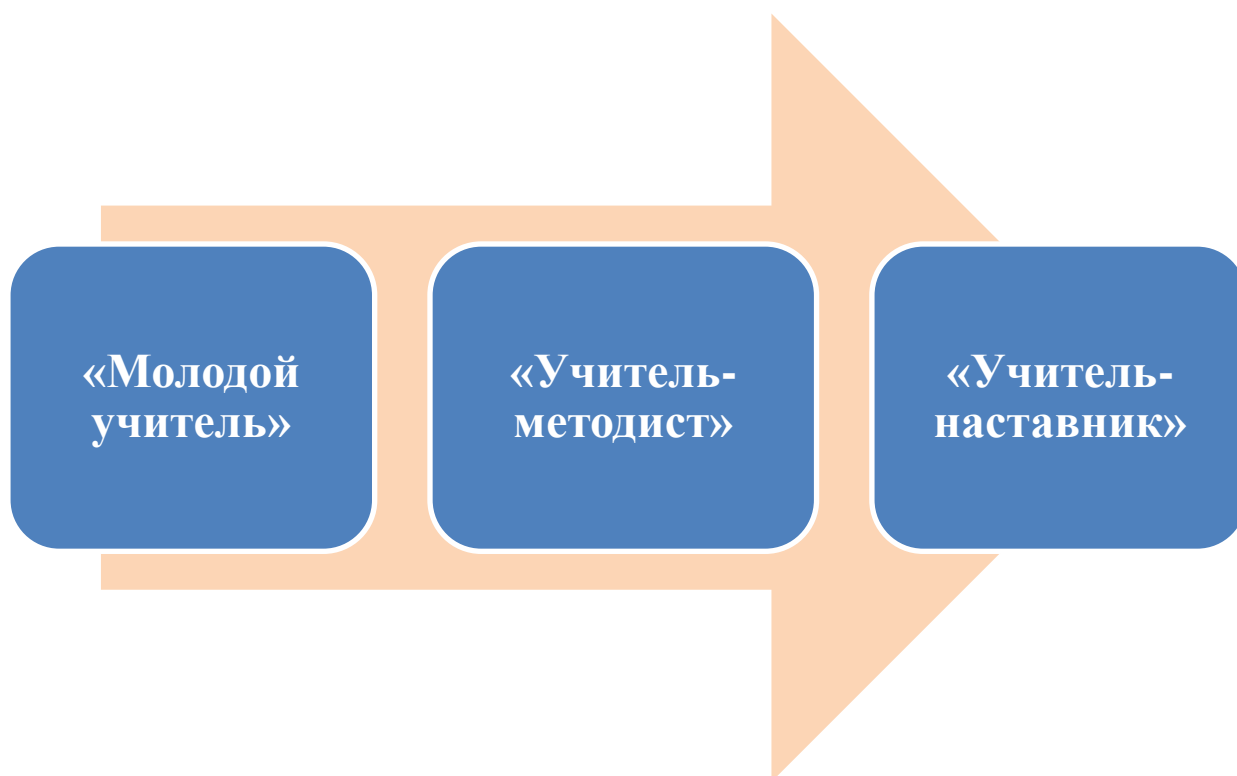 «Молодой
учитель»
«Учитель-
методист»
«Учитель-
наставник»